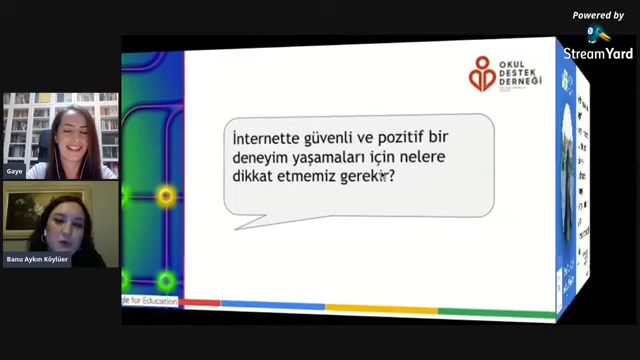 Powered by
StreamYard
OKUL
DESTEK
DERNEĞİ
İnternette güvenli ve pozitif bir
deneyim yaşamaları için nelere
dikkat etmemiz gerekir?
Gaye
Banu Aykın Köylüer
gle for Education